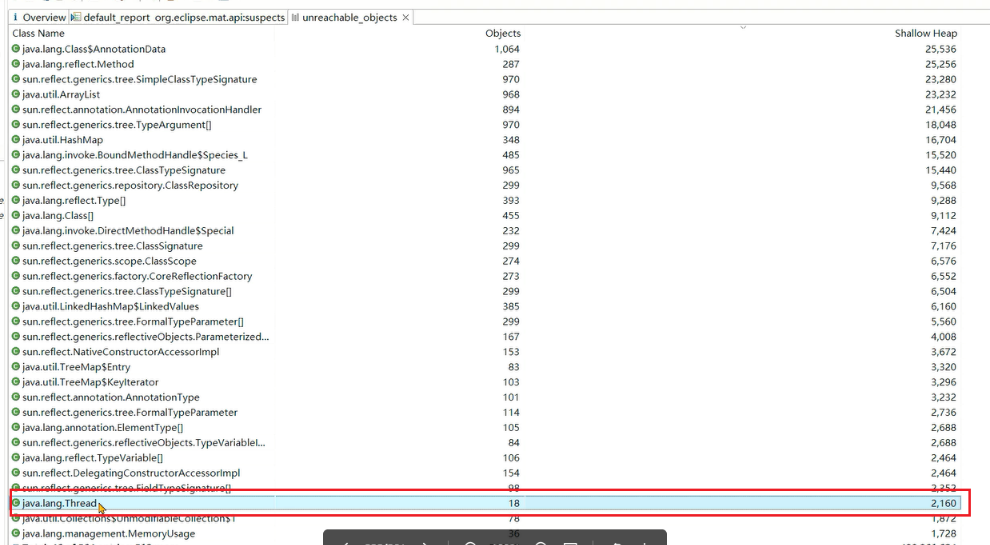 Overview default_report org.eclipse.mat.api:suspects unreachable_objects ×
Class Name Objects Shallow Heap
java.lang.Class$AnnotationData 1,064 25,536
java.lang.reflect.Method 287 25,256
sun.reflect.generics.tree.SimpleClassTypeSignature 970 23,280
java.util.ArrayList 968 23,232
sun.reflect.annotation.AnnotationInvocationHandler 894 21,456
sun.reflect.generics.tree.TypeArgument[] 970 18,048
java.util.HashMap 348 16,704
java.lang.invoke.BoundMethodHandle$Species_L 485 15,520
sun.reflect.generics.tree.ClassTypeSignature 965 15,440
sun.reflect.generics.repository.ClassRepository 299 9,568
java.lang.reflect.Type[] 393 9,288
java.lang.Class[] 455 9,112
java.lang.invoke.DirectMethodHandle$Special 232 7,424
sun.reflect.generics.tree.ClassSignature 299 7,176
sun.reflect.generics.scope.ClassScope 274 6,576
sun.reflect.generics.factory.CoreReflectionFactory 273 6,552
sun.reflect.generics.tree.ClassTypeSignature[] 299 6,504
java.util.LinkedHashMap$LinkedValues 385 6,160
sun.reflect.generics.tree.FormalTypeParameter[] 299 5,560
sun.reflect.generics.reflectiveObjects.Parameterized... 167 4,008
sun.reflect.NativeConstructorAccessorImpl 153 3,672
java.util.TreeMap$Entry 83 3,320
java.util.TreeMap$KeyIterator 103 3,296
sun.reflect.annotation.AnnotationType 101 3,232
sun.reflect.generics.tree.FormalTypeParameter 114 2,736
java.lang.annotation.ElementType[] 105 2,688
sun.reflect.generics.reflectiveObjects.TypeVariableI... 84 2,688
java.lang.reflect.TypeVariable[] 106 2,464
sun.reflect.DelegatingConstructorAccessorImpl 154 2,464
sun.reflect.generics.tree.FieldTypeSignature[] 98 2,352
java.lang.Thread 18 2,160
java.util.Collections$UnmodifiableCollection$1 78 1,872
java.lang.management.MemoryUsage 36 1,728